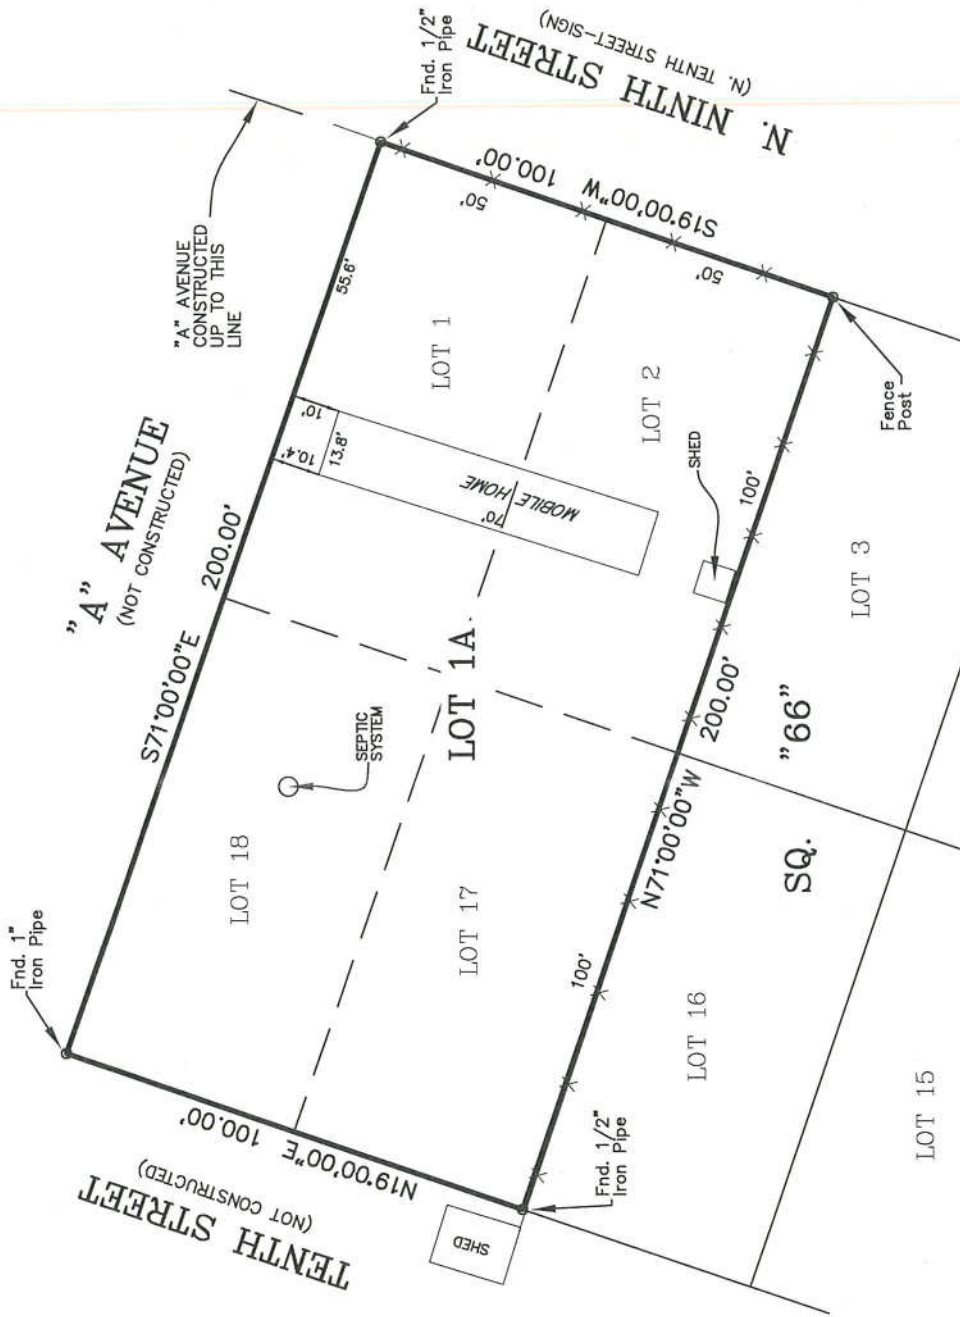 N. NINTH STREET
(N. TENTH STREET-SIGN)
Fnd. 1/2"
Iron Pipe
"A" AVENUE
CONSTRUCTED
UP TO THIS
LINE
"A" AVENUE
(NOT CONSTRUCTED)
S71°00'00"E
200.00'
55.6'
S19°00'00"W
100.00'
50'
50'
LOT 1
LOT 2
10'
10.4'
13.8'
MOBILE HOME
70'
SHED
Fence
Post
100'
LOT 3
LOT 1A.
SEPTIC
SYSTEM
LOT 18
LOT 17
N71°00'00"W
200.00'
100'
SQ.
"66"
Fnd. 1"
Iron Pipe
N19°00'00"E
100.00'
TENTH STREET
(NOT CONSTRUCTED)
SHED
Fnd. 1/2"
Iron Pipe
LOT 16
LOT 15